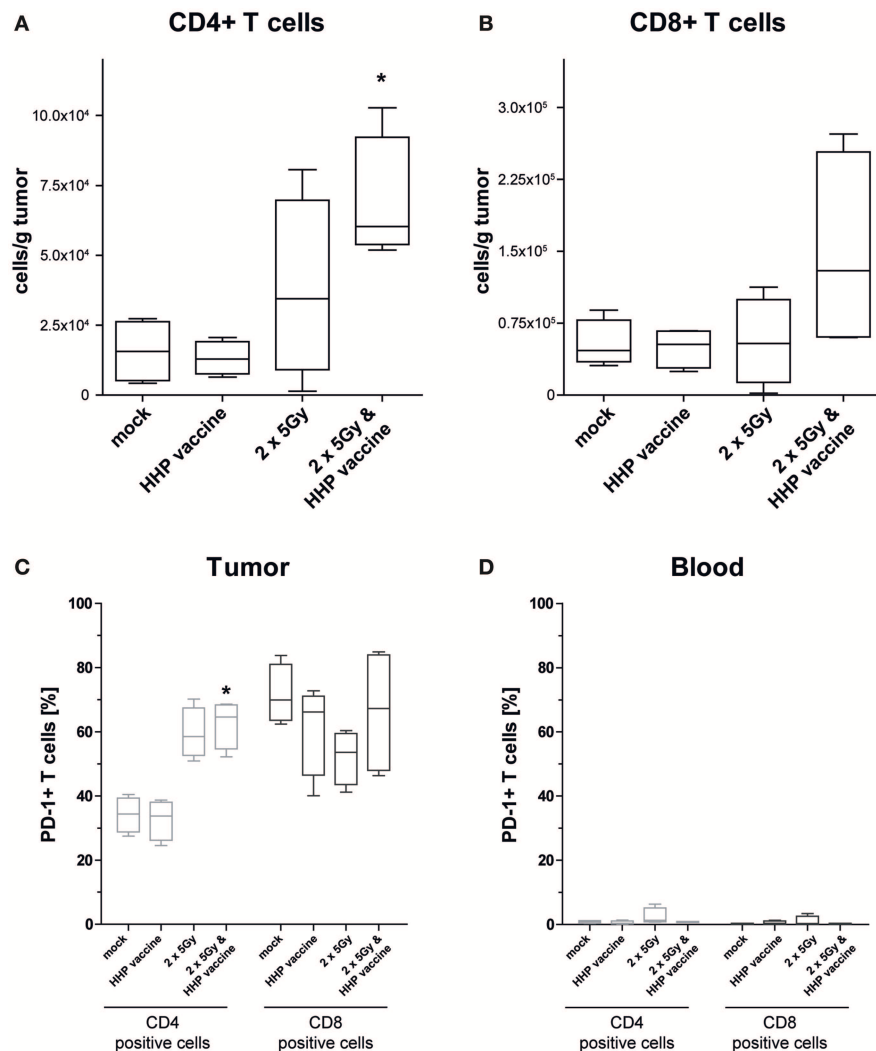 A
CD4+ T cells
cells/g tumor
10.0x10⁴
7.5x10⁴
5.0x10⁴
2.5x10⁴
0
*
mock
HHP vaccine
2 x 5Gy
2 x 5Gy &
HHP vaccine
B
CD8+ T cells
cells/g tumor
3.0x10⁵
2.25x10⁵
1.5x10⁵
0.75x10⁵
0
mock
HHP vaccine
2 x 5Gy
2 x 5Gy &
HHP vaccine
C
Tumor
PD-1+ T cells [%]
100
80
60
40
20
0
*
mock
HHP vaccine
2 x 5Gy
2 x 5Gy &
HHP vaccine
mock
HHP vaccine
2 x 5Gy
2 x 5Gy &
HHP vaccine
CD4
positive cells
CD8
positive cells
D
Blood
PD-1+ T cells [%]
100
80
60
40
20
0
mock
HHP vaccine
2 x 5Gy
2 x 5Gy &
HHP vaccine
mock
HHP vaccine
2 x 5Gy
2 x 5Gy &
HHP vaccine
CD4
positive cells
CD8
positive cells